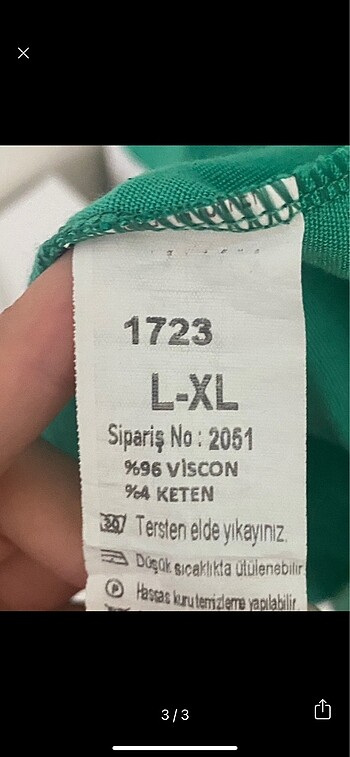 1723
L-XL
Sipariş No : 2051
%96 VİSCON
%4 KETEN
30 Tersten elde yıkayınız.
Düşük sıcaklıkta ütülenebilir
P Hassas kuru temizleme yapılabilir.
3/3